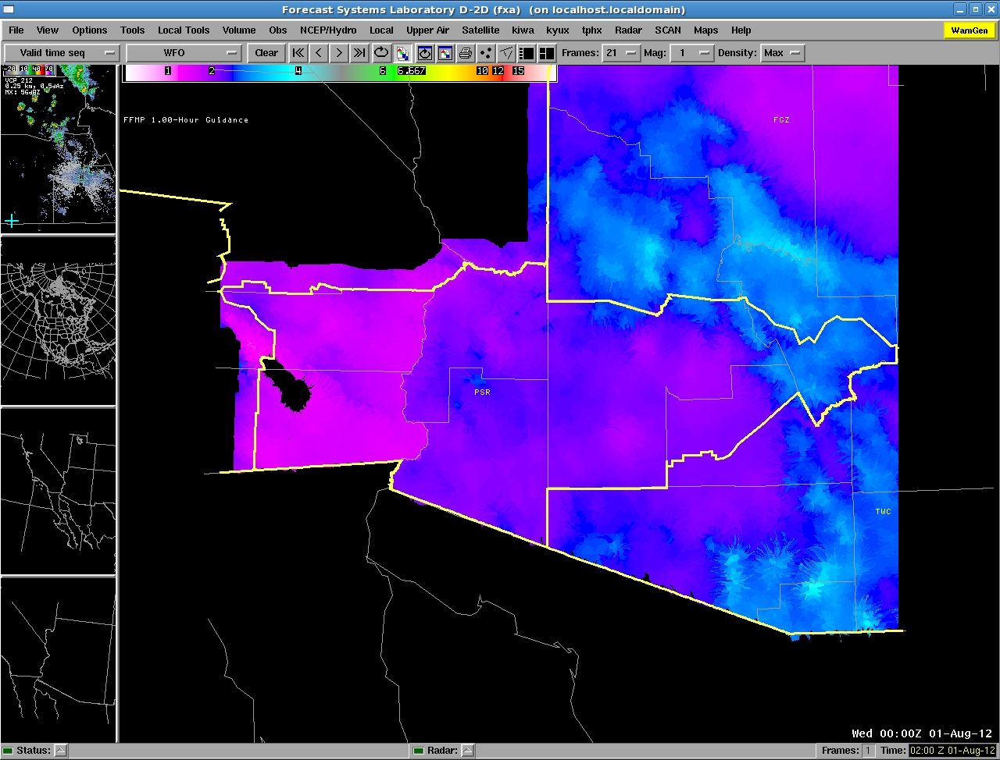 Forecast Systems Laboratory D-2D (fxa)  (on localhost.localdomain)
File View Options Tools Local Tools Volume Obs NCEP/Hydro Local Upper Air Satellite kiwa kyux tphx Radar SCAN Maps Help WarnGen
Valid time seq WFO Clear Frames: 21 Mag: 1 Density: Max
-20 10 40 70
VCP 212
0.25 km, 0.5dAz
MX: 56dBZ
1 2 4 6 6.667 10 12 15
FFMP 1.00-Hour Guidance
FGZ
PSR
TWC
Wed 00:00Z 01-Aug-12
Status: Radar: Frames: 1 Time: 02:00 Z 01-Aug-12